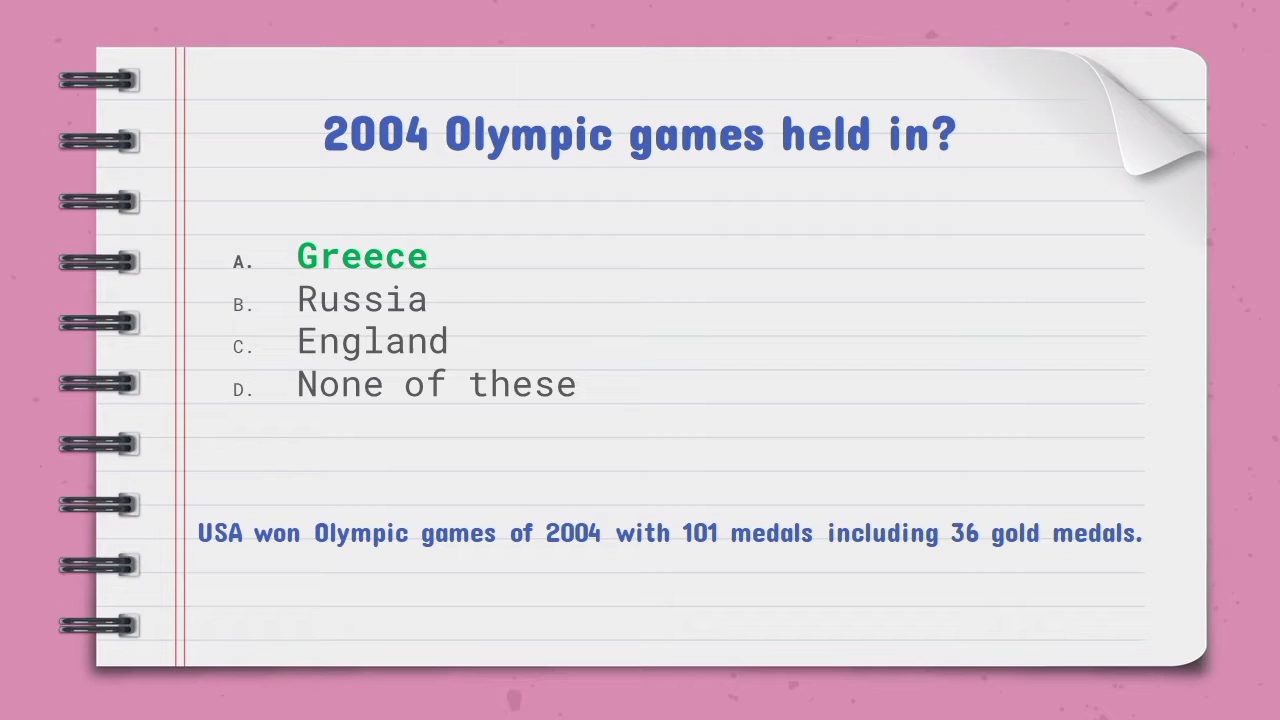 2004 Olympic games held in?
A. Greece
B. Russia
C. England
D. None of these
USA won Olympic games of 2004 with 101 medals including 36 gold medals.